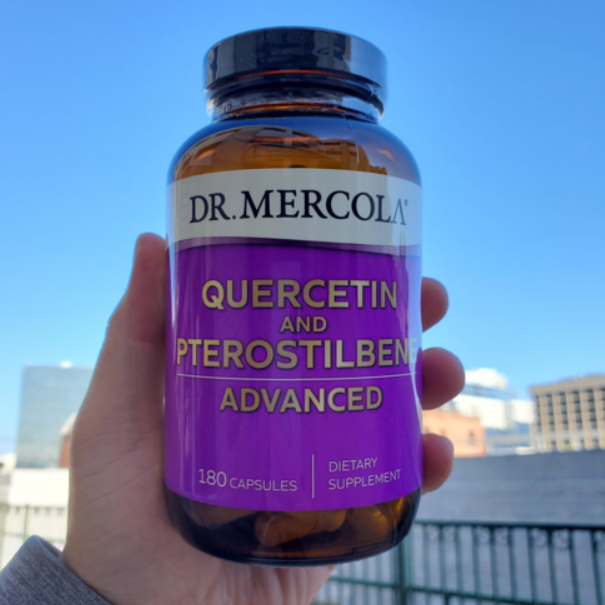 DR. MERCOLA®
QUERCETIN
AND
PTEROSTILBENE
ADVANCED
180 CAPSULES
DIETARY
SUPPLEMENT